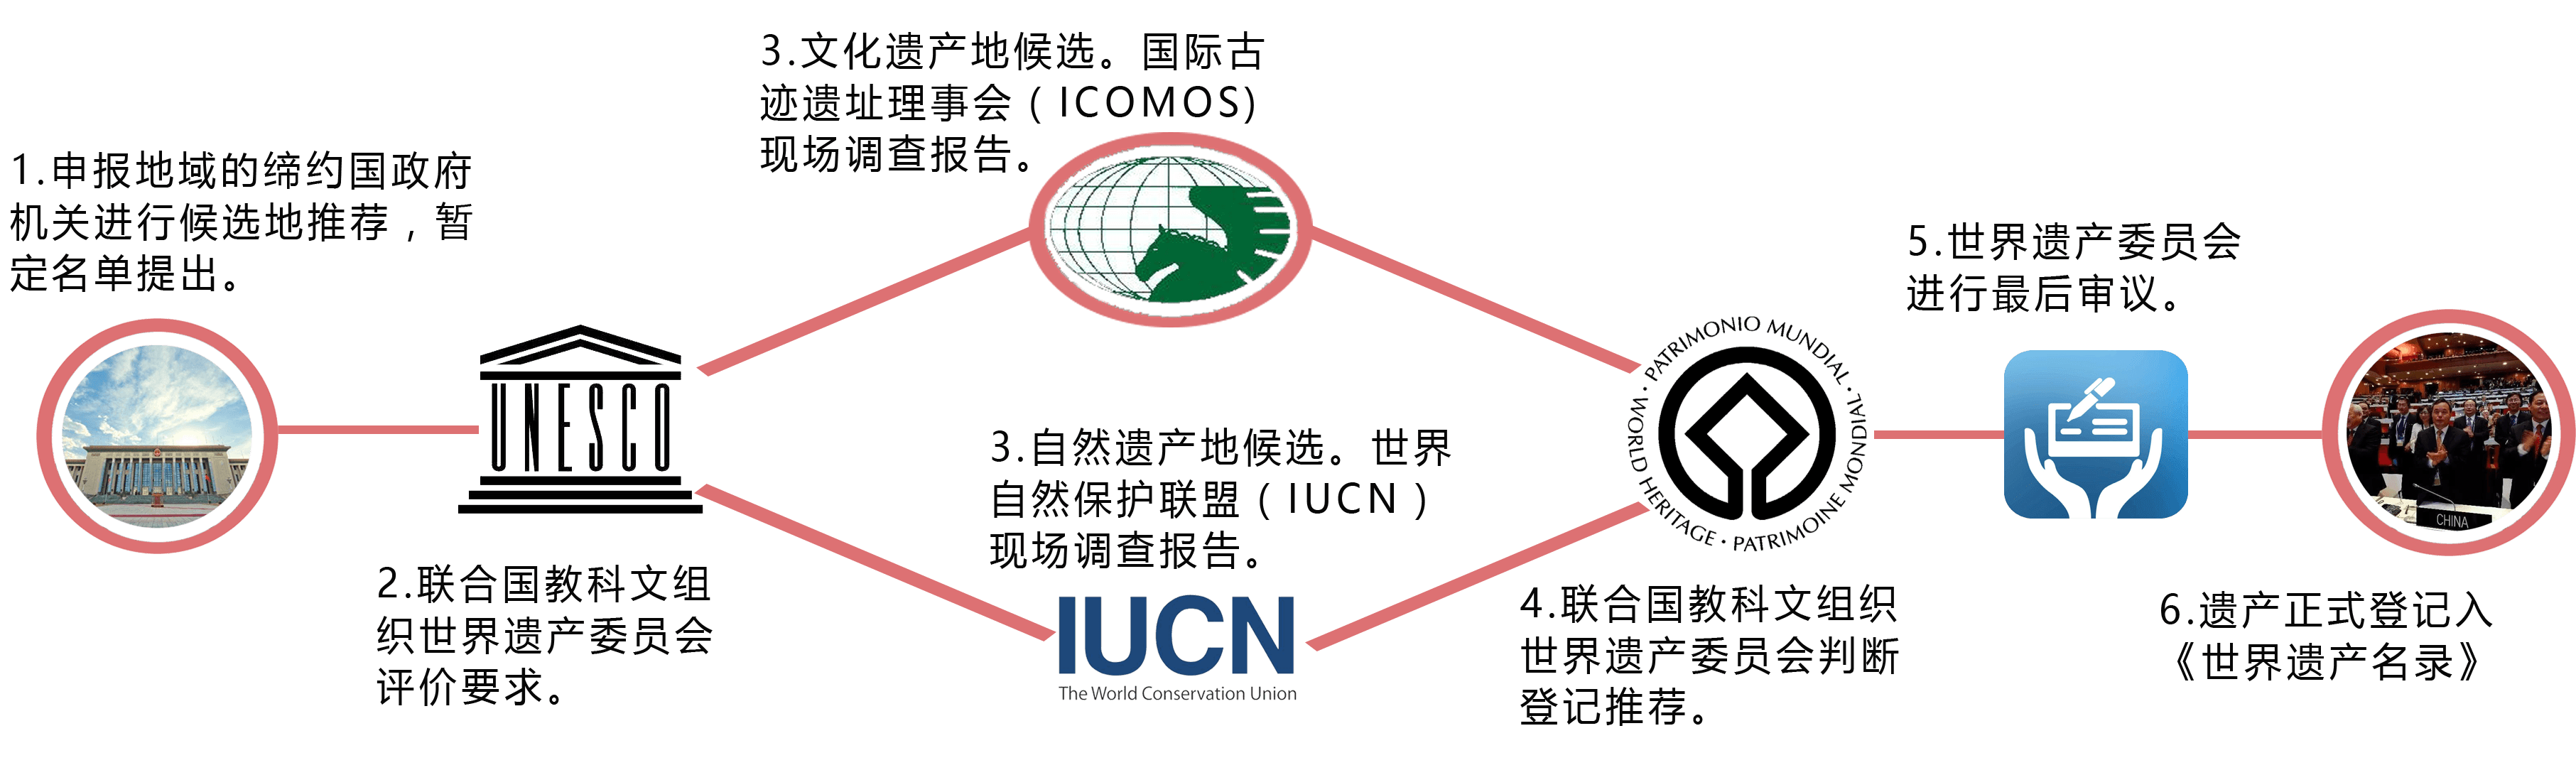 1.申报地域的缔约国政府
机关进行候选地推荐，暂
定名单提出。
UNESCO
2.联合国教科文组
织世界遗产委员会
评价要求。
3.文化遗产地候选。国际古
迹遗址理事会（ICOMOS)
现场调查报告。
3.自然遗产地候选。世界
自然保护联盟（IUCN）
现场调查报告。
IUCN
The World Conservation Union
WORLD HERITAGE · PATRIMOINE MONDIAL · PATRIMONIO MUNDIAL ·
4.联合国教科文组织
世界遗产委员会判断
登记推荐。
5.世界遗产委员会
进行最后审议。
CHINA
6.遗产正式登记入
《世界遗产名录》